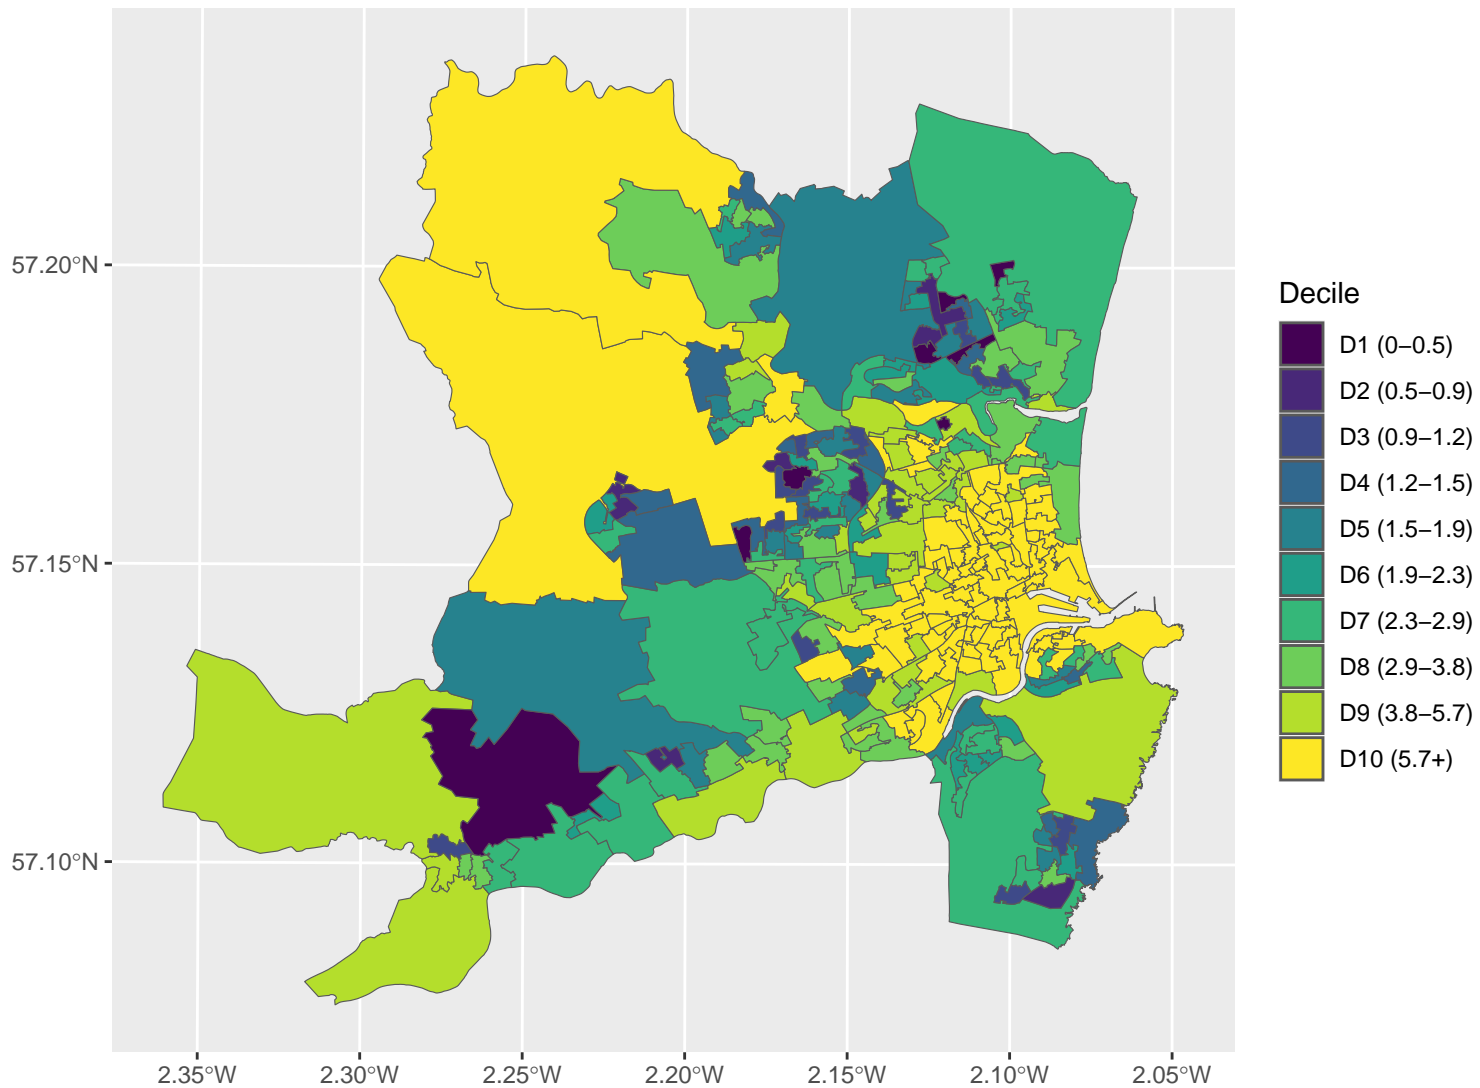 57.20°N
57.15°N
57.10°N
2.35°W
2.30°W
2.25°W
2.20°W
2.15°W
2.10°W
2.05°W
Decile
D1 (0−0.5)
D2 (0.5−0.9)
D3 (0.9−1.2)
D4 (1.2−1.5)
D5 (1.5−1.9)
D6 (1.9−2.3)
D7 (2.3−2.9)
D8 (2.9−3.8)
D9 (3.8−5.7)
D10 (5.7+)